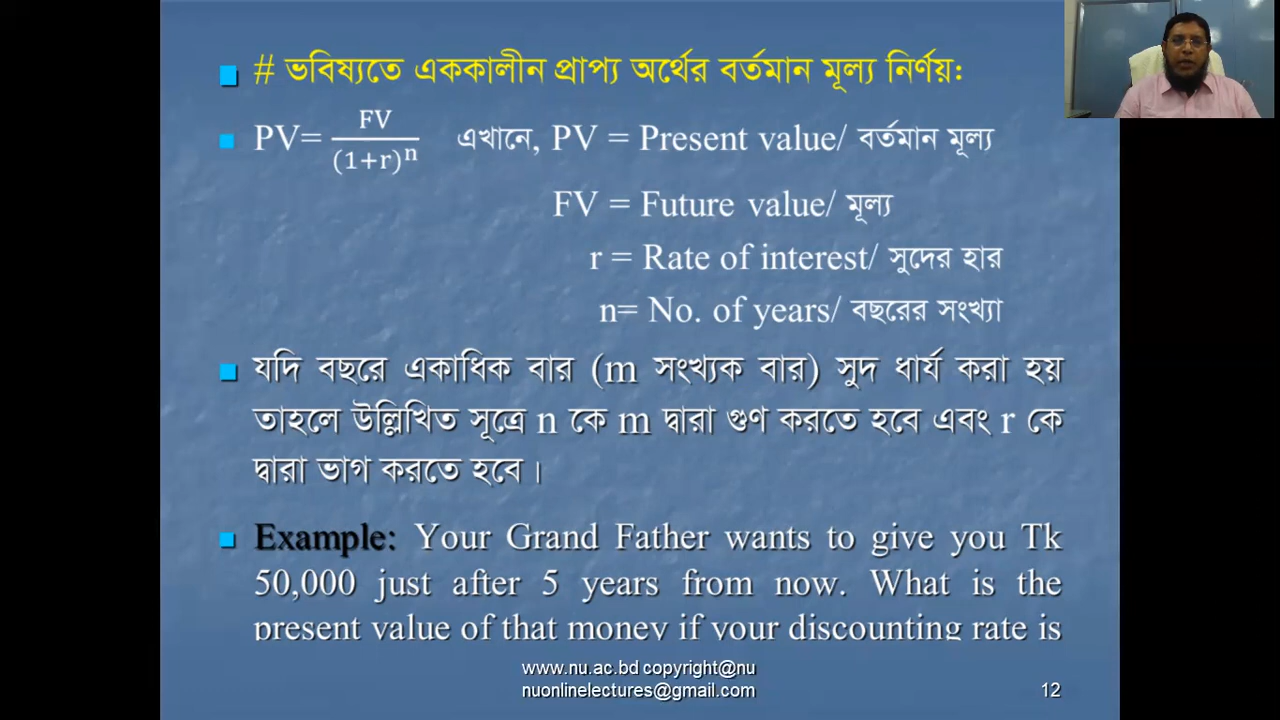 # ভবিষ্যতে এককালীন প্রাপ্য অর্থের বর্তমান মূল্য নির্ণয়:
PV= FV/(1+r)^n এখানে, PV = Present value/ বর্তমান মূল্য
FV = Future value/ মূল্য
r = Rate of interest/ সুদের হার
n= No. of years/ বছরের সংখ্যা
যদি বছরে একাধিক বার (m সংখ্যক বার) সুদ ধার্য করা হয়
তাহলে উল্লিখিত সূত্রে n কে m দ্বারা গুণ করতে হবে এবং r কে
দ্বারা ভাগ করতে হবে।
Example: Your Grand Father wants to give you Tk
50,000 just after 5 years from now. What is the
present value of that money if your discounting rate is
www.nu.ac.bd copyright@nu
nuonlinelectures@gmail.com
12